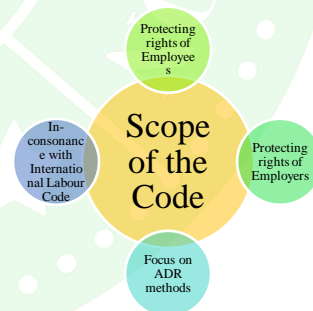 Protecting
rights of
Employee
s
In-
consonanc
e with
Internatio
nal Labour
Code
Scope
of the
Code
Protecting
rights of
Employers
Focus on
ADR
methods